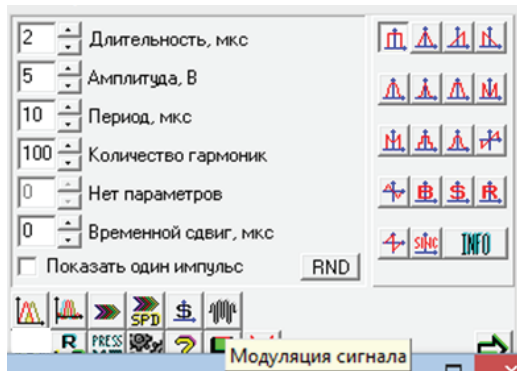 2 Длительность, мкс
5 Амплитуда, В
10 Период, мкс
100 Количество гармоник
0 Нет параметров
0 Временной сдвиг, мкс
Показать один импульс RND
B S R
SINC INFO
SPD $
R PRESS ?
Модуляция сигнала